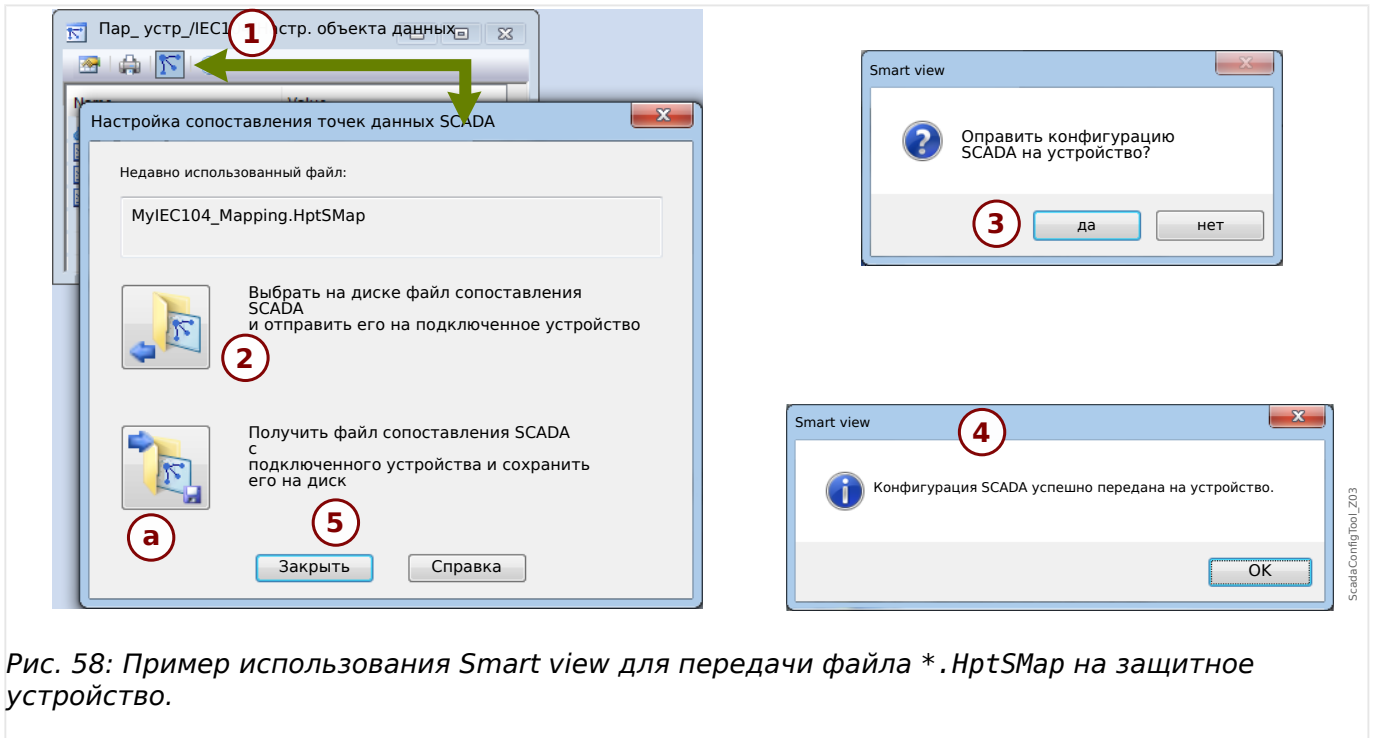 Пар_ устр_/IEC1 стр. объекта данных
1
Name Value
Настройка сопоставления точек данных SCADA
Недавно использованный файл:
MyIEC104_Mapping.HptSMap
Выбрать на диске файл сопоставления
SCADA
и отправить его на подключенное устройство
2
Получить файл сопоставления SCADA
с
подключенного устройства и сохранить
его на диск
a
5
Закрыть
Справка
Smart view
Оправить конфигурацию
SCADA на устройство?
3
да
нет
Smart view
4
Конфигурация SCADA успешно передана на устройство.
OK
ScadaConfigTool_Z03
Рис. 58: Пример использования Smart view для передачи файла *.HptSMap на защитное
устройство.